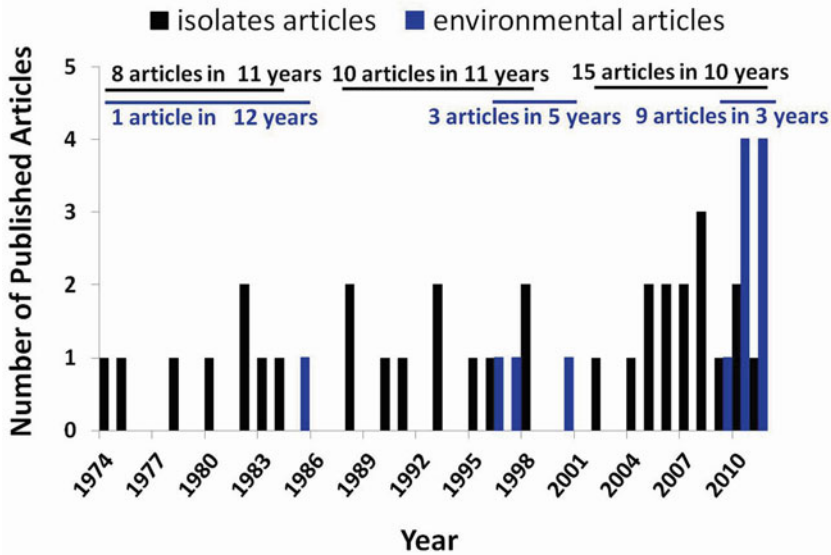 isolates articles environmental articles
8 articles in 11 years 10 articles in 11 years 15 articles in 10 years
1 article in 12 years 3 articles in 5 years 9 articles in 3 years
Number of Published Articles
5
4
3
2
1
0
1974 1977 1980 1983 1986 1989 1992 1995 1998 2001 2004 2007 2010
Year